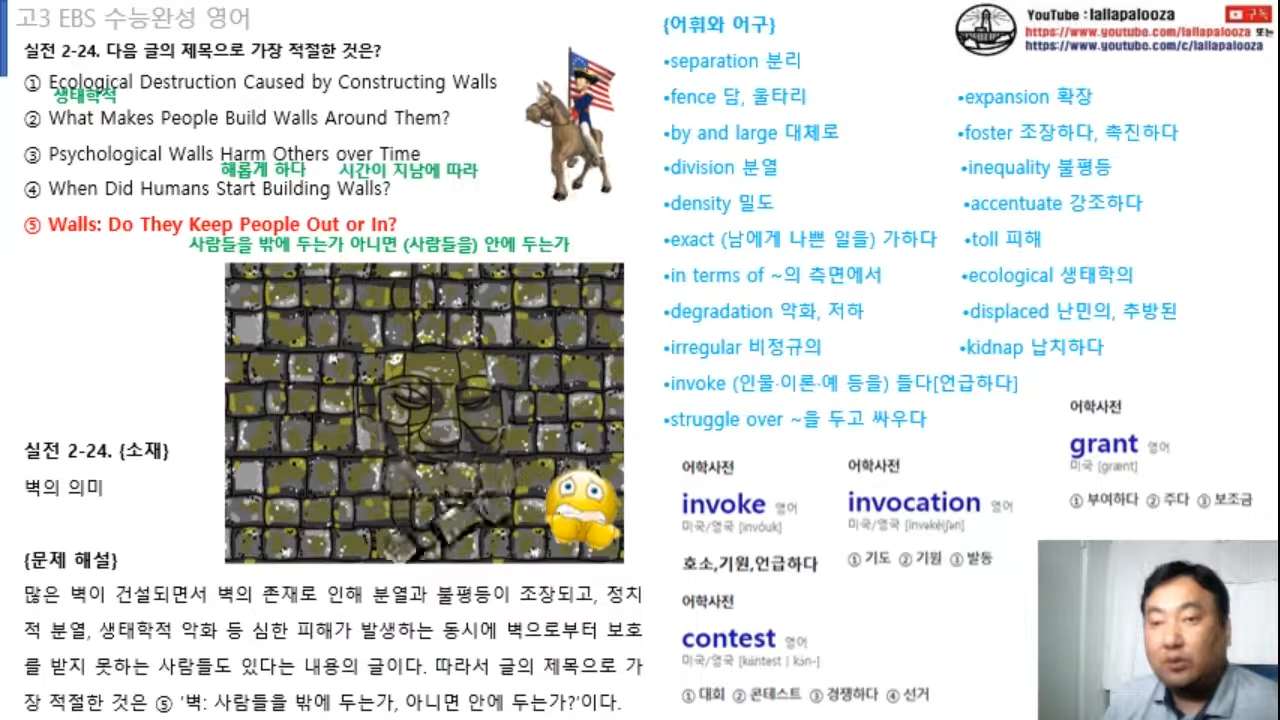 고3 EBS 수능완성 영어
실전 2-24. 다음 글의 제목으로 가장 적절한 것은?
① Ecological Destruction Caused by Constructing Walls
생태학적
② What Makes People Build Walls Around Them?
③ Psychological Walls Harm Others over Time
해롭게 하다 시간이 지남에 따라
④ When Did Humans Start Building Walls?
⑤ Walls: Do They Keep People Out or In?
사람들을 밖에 두는가 아니면 (사람들을) 안에 두는가
실전 2-24. {소재}
벽의 의미
{문제 해설}
많은 벽이 건설되면서 벽의 존재로 인해 분열과 불평등이 조장되고, 정치
적 분열, 생태학적 악화 등 심한 피해가 발생하는 동시에 벽으로부터 보호
를 받지 못하는 사람들도 있다는 내용의 글이다. 따라서 글의 제목으로 가
장 적절한 것은 ⑤ '벽: 사람들을 밖에 두는가, 아니면 안에 두는가?'이다.
{어휘와 어구}
•separation 분리
•fence 담, 울타리
•by and large 대체로
•division 분열
•density 밀도
•exact (남에게 나쁜 일을) 가하다
•in terms of ~의 측면에서
•degradation 악화, 저하
•irregular 비정규의
•invoke (인물·이론·예 등을) 들다[언급하다]
•struggle over ~을 두고 싸우다
•expansion 확장
•foster 조장하다, 촉진하다
•inequality 불평등
•accentuate 강조하다
•toll 피해
•ecological 생태학의
•displaced 난민의, 추방된
•kidnap 납치하다
YouTube : lallapalooza
구독
https://www.youtube.com/lallapalooza 또는
https://www.youtube.com/c/lallapalooza
어학사전
invoke 영어
미국/영국 [invóuk]
호소,기원,언급하다
어학사전
invocation 영어
미국/영국 [ìnvəkéiʃən]
① 기도 ② 기원 ③ 발동
어학사전
grant 영어
미국 [grænt]
① 부여하다 ② 주다 ③ 보조금
어학사전
contest 영어
미국/영국 [kántest | kɔ́n-]
① 대회 ② 콘테스트 ③ 경쟁하다 ④ 선거